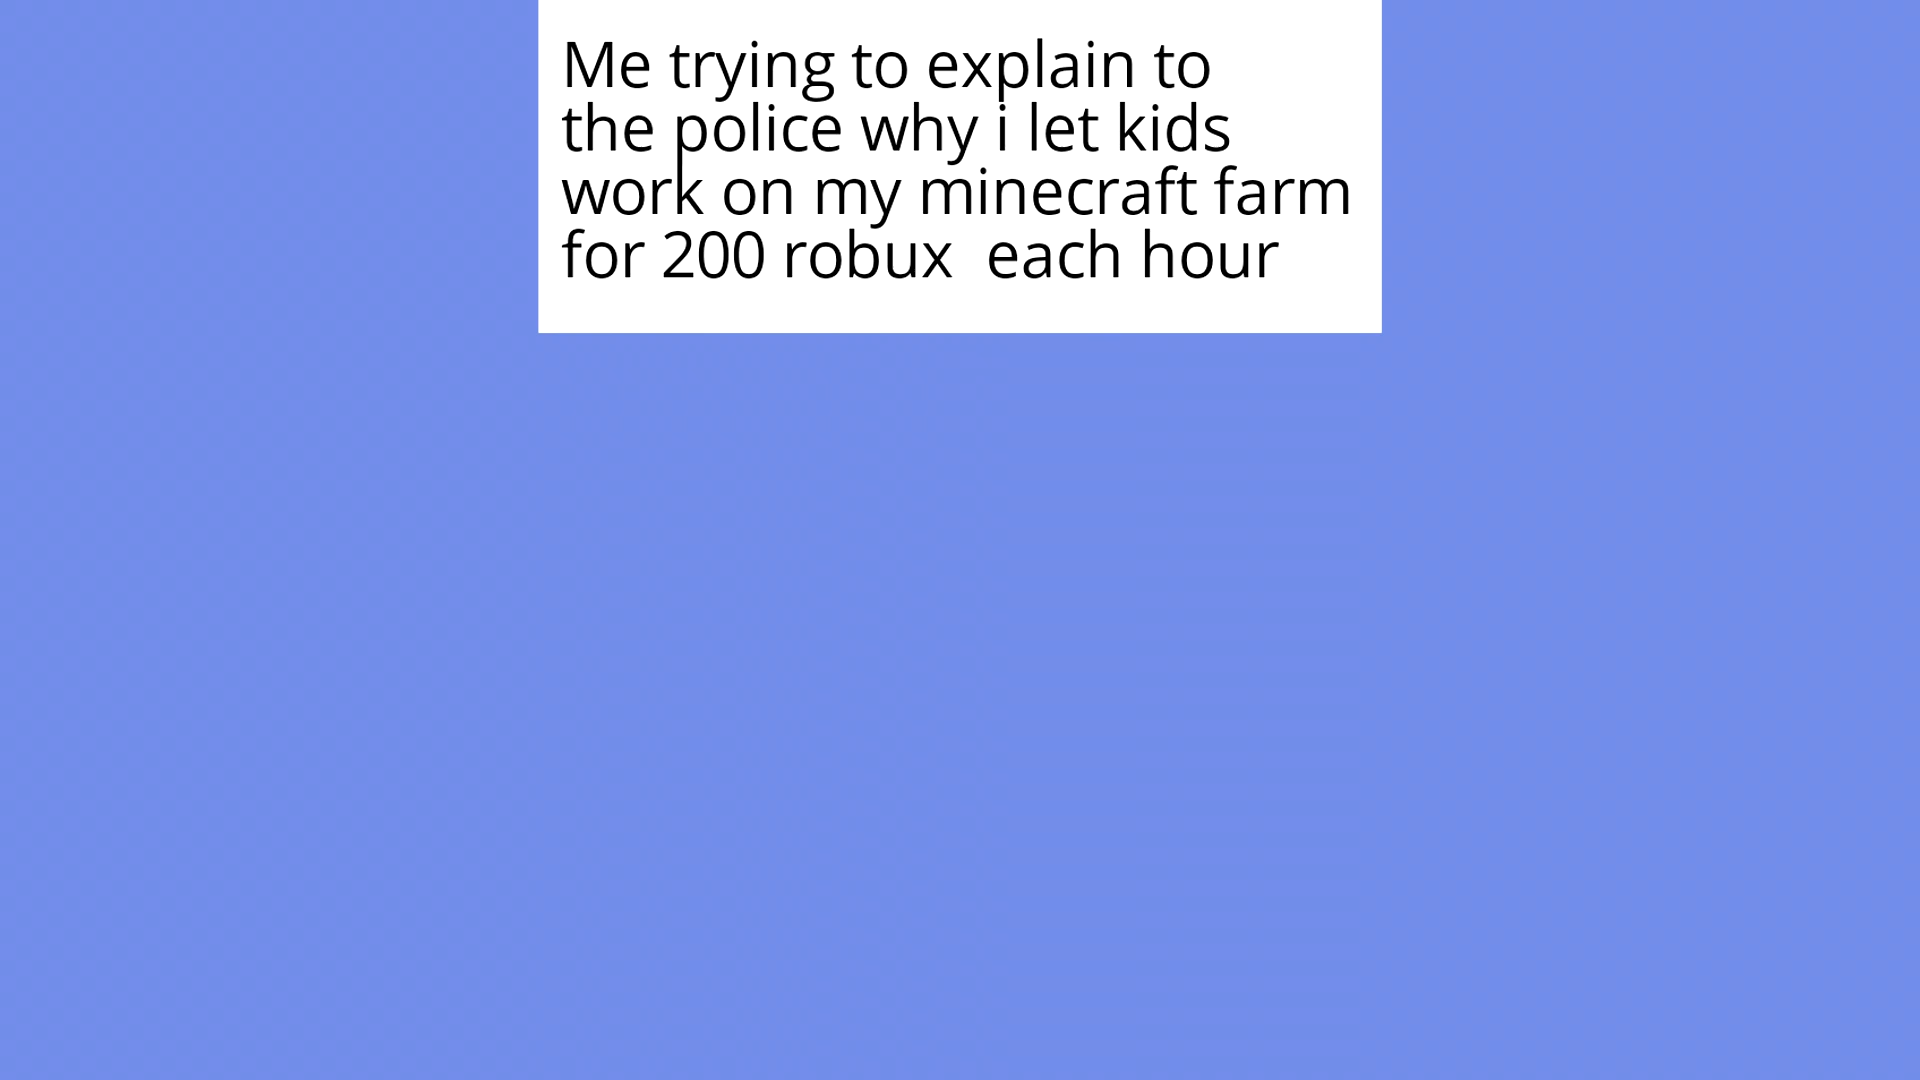 Me trying to explain to
the police why i let kids
work on my minecraft farm
for 200 robux  each hour